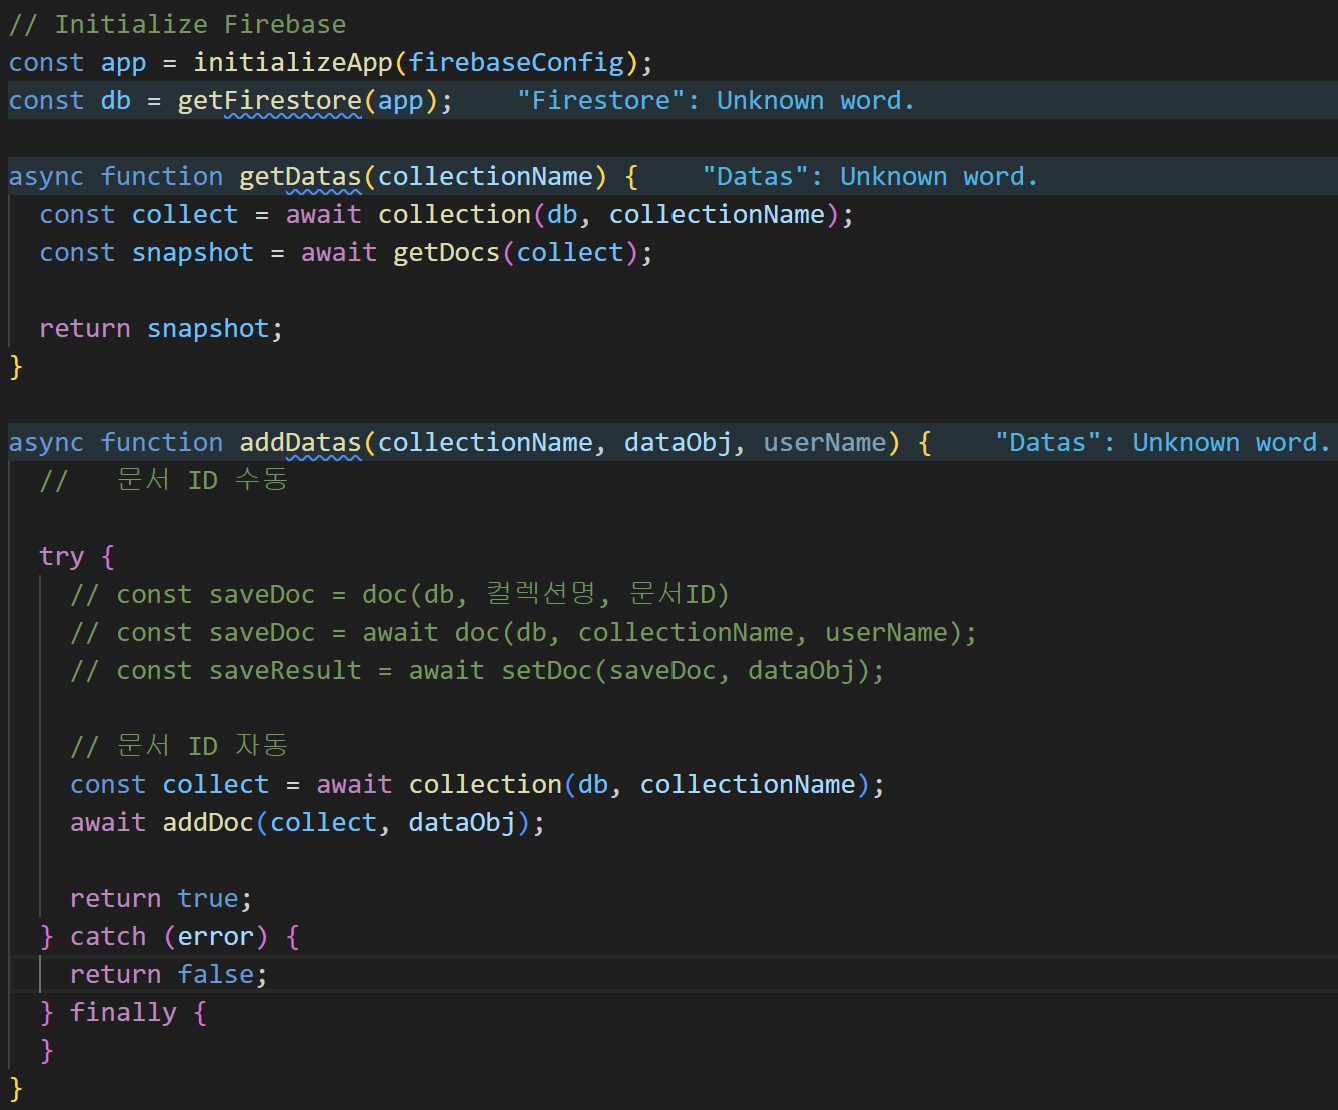 // Initialize Firebase
const app = initializeApp(firebaseConfig);
const db = getFirestore(app);    "Firestore": Unknown word.
async function getDatas(collectionName) {    "Datas": Unknown word.
  const collect = await collection(db, collectionName);
  const snapshot = await getDocs(collect);
  return snapshot;
}
async function addDatas(collectionName, dataObj, userName) {    "Datas": Unknown word.
  //   문서 ID 수동
  try {
    // const saveDoc = doc(db, 컬렉션명, 문서ID)
    // const saveDoc = await doc(db, collectionName, userName);
    // const saveResult = await setDoc(saveDoc, dataObj);
    // 문서 ID 자동
    const collect = await collection(db, collectionName);
    await addDoc(collect, dataObj);
    return true;
  } catch (error) {
    return false;
  } finally {
  }
}